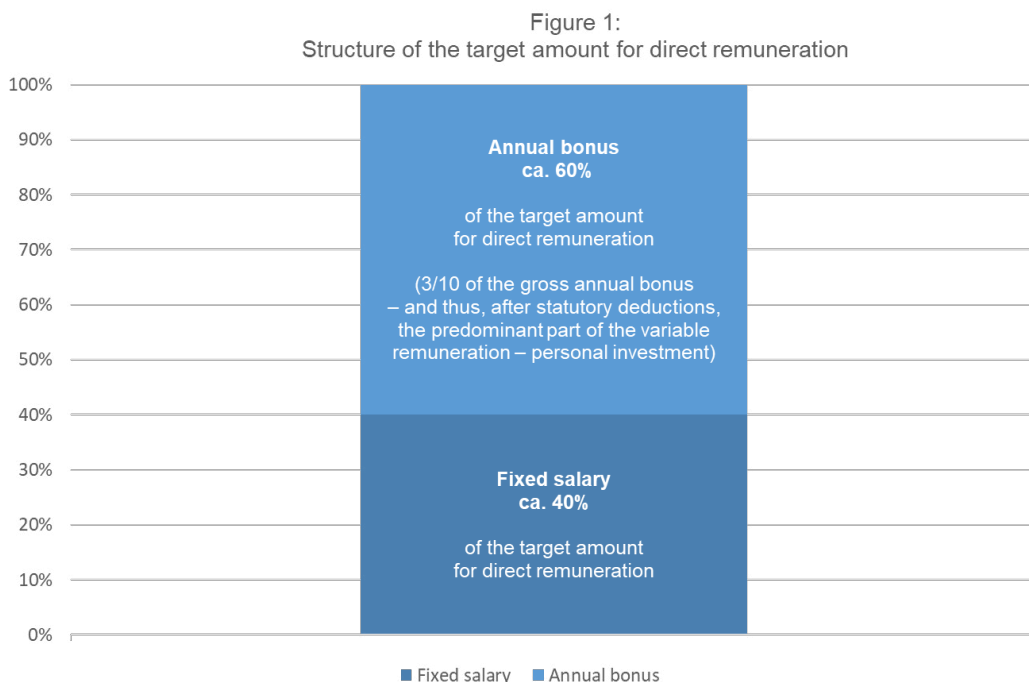 Figure 1:
Structure of the target amount for direct remuneration
100%
90%
80%
70%
60%
50%
40%
30%
20%
10%
0%
Annual bonus
ca. 60%
of the target amount
for direct remuneration
(3/10 of the gross annual bonus
– and thus, after statutory deductions,
the predominant part of the variable
remuneration – personal investment)
Fixed salary
ca. 40%
of the target amount
for direct remuneration
Fixed salary
Annual bonus